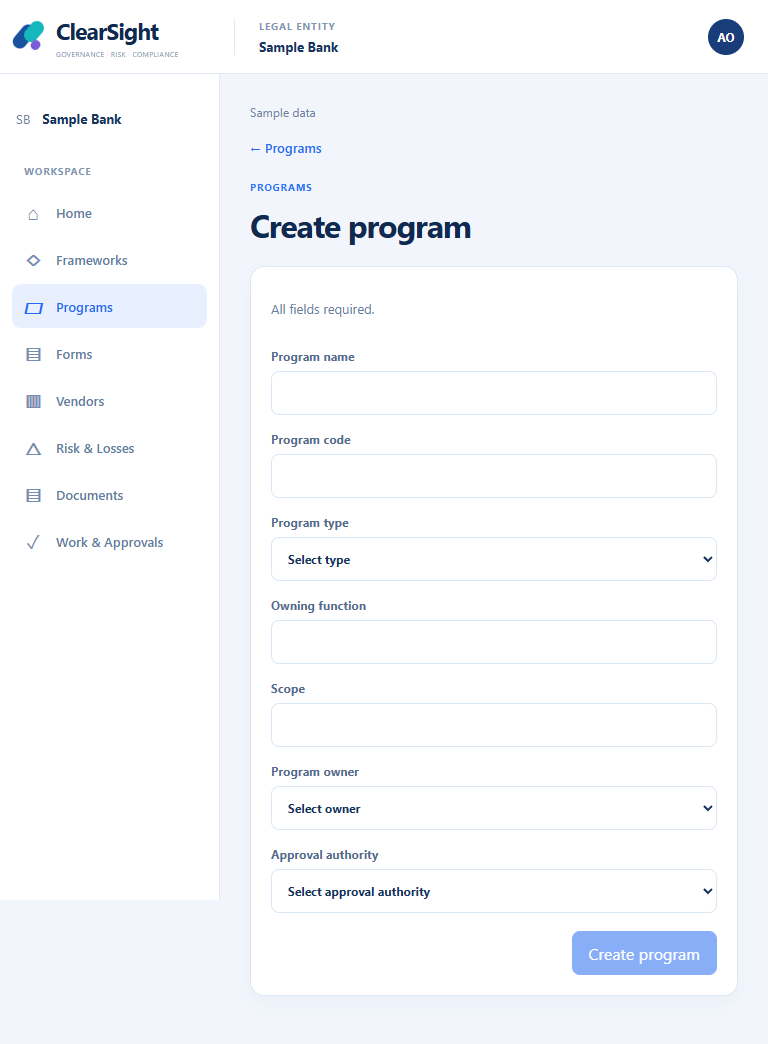 ClearSight
GOVERNANCE · RISK · COMPLIANCE
LEGAL ENTITY
Sample Bank
AO
SB Sample Bank
WORKSPACE
Home
Frameworks
Programs
Forms
Vendors
Risk & Losses
Documents
Work & Approvals
Sample data
← Programs
PROGRAMS
Create program
All fields required.
Program name
Program code
Program type
Select type
Owning function
Scope
Program owner
Select owner
Approval authority
Select approval authority
Create program